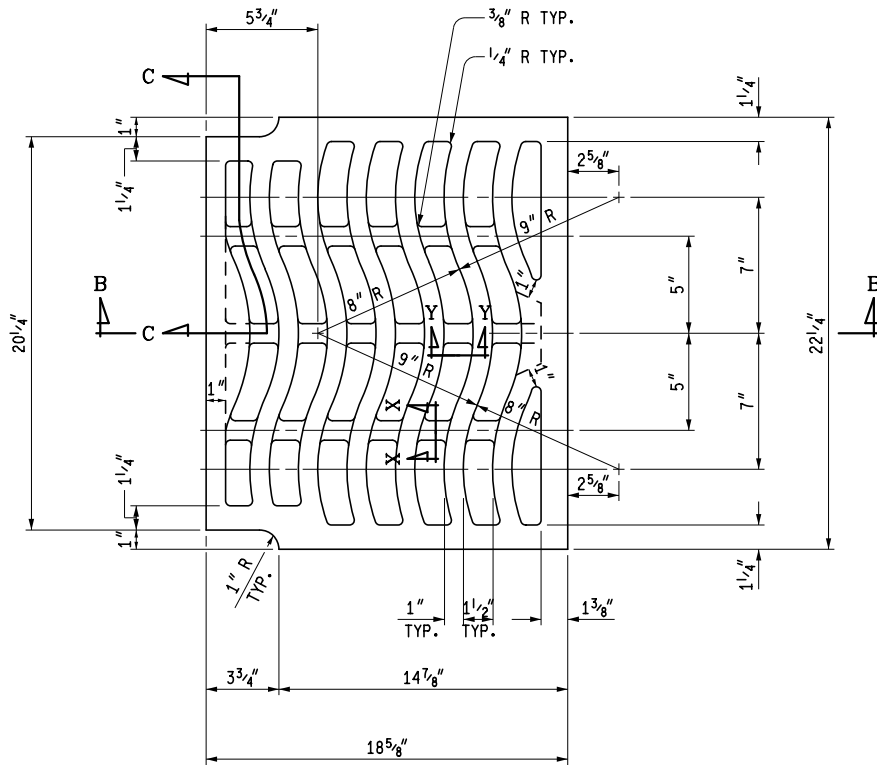 5 3/4"
3/8" R TYP.
1/4" R TYP.
C
1"
1 1/4"
1 1/4"
22 1/4"
2 5/8"
9" R
7"
5"
1"
8" R
B
B
C
Y
Y
20 1/4"
1"
9" R
X
X
1"
8" R
5"
7"
1 1/4"
1"
2 5/8"
1 1/4"
1" R
TYP.
1"
TYP.
1 1/2"
TYP.
1 3/8"
3 3/4"
14 7/8"
18 5/8"